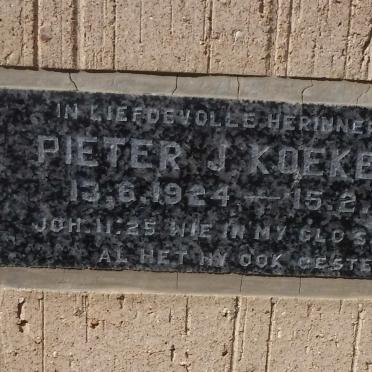 IN LIEFDEVOLLE HERINNE
PIETER J KOEKE
13.6.1924 — 15.2.
JOH.11:25 WIE IN MY GLO S
AL HET HY OOK GESTE